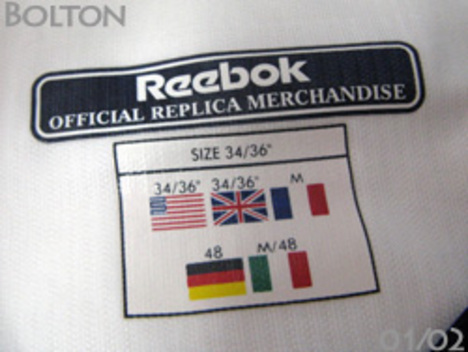 BOLTON
Reebok
OFFICIAL REPLICA MERCHANDISE
SIZE 34/36"
34/36" 34/36" M
48 M/48
01/02